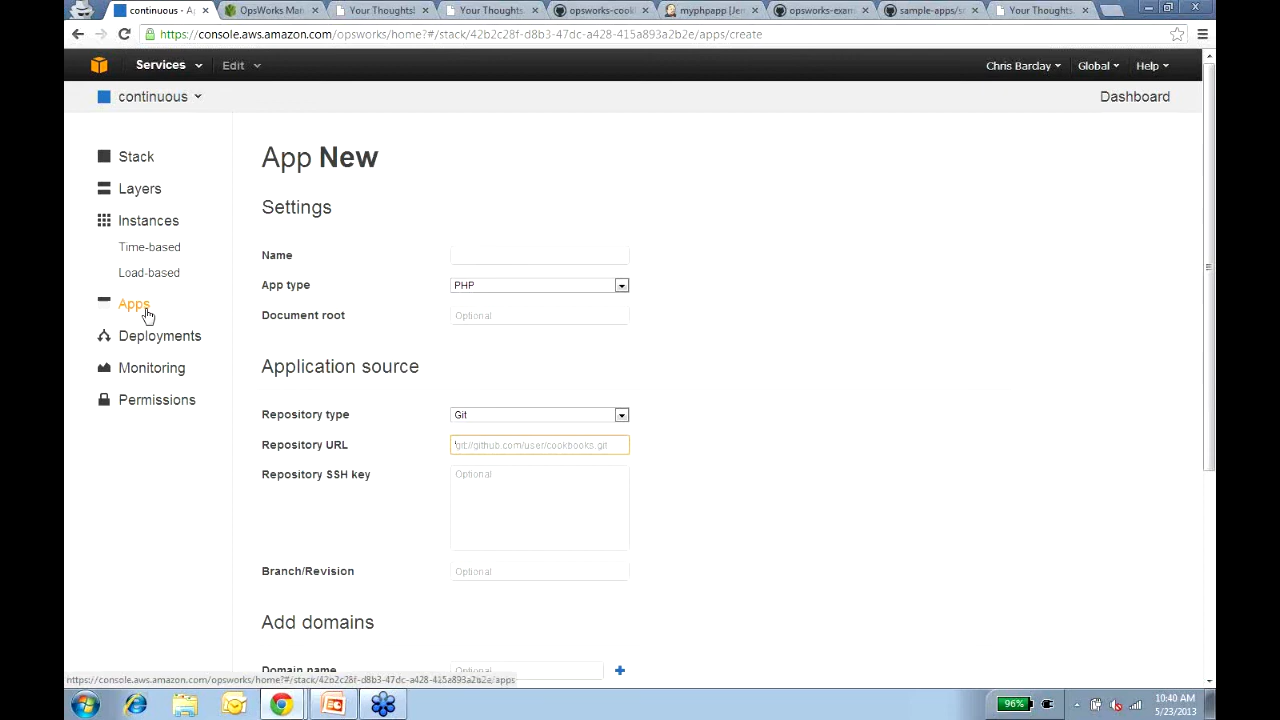 continuous - A
OpsWorks Man
Your Thoughts!
Your Thoughts.
opsworks-cook
myphpapp [Jen
opsworks-exam
sample-apps/s
Your Thoughts.
https://console.aws.amazon.com/opsworks/home?#/stack/42b2c28f-d8b3-47dc-a428-415a893a2b2e/apps/create
Services
Edit
Chris Barclay
Global
Help
continuous
Dashboard
Stack
Layers
Instances
Time-based
Load-based
Apps
Deployments
Monitoring
Permissions
App New
Settings
Name
App type
PHP
Document root
Optional
Application source
Repository type
Git
Repository URL
git://github.com/user/cookbooks.git
Repository SSH key
Optional
Branch/Revision
Optional
Add domains
Domain name
Optional
https://console.aws.amazon.com/opsworks/home?#/stack/42b2c28f-d8b3-47dc-a428-415a893a2b2e/apps
96%
10:40 AM
5/23/2013